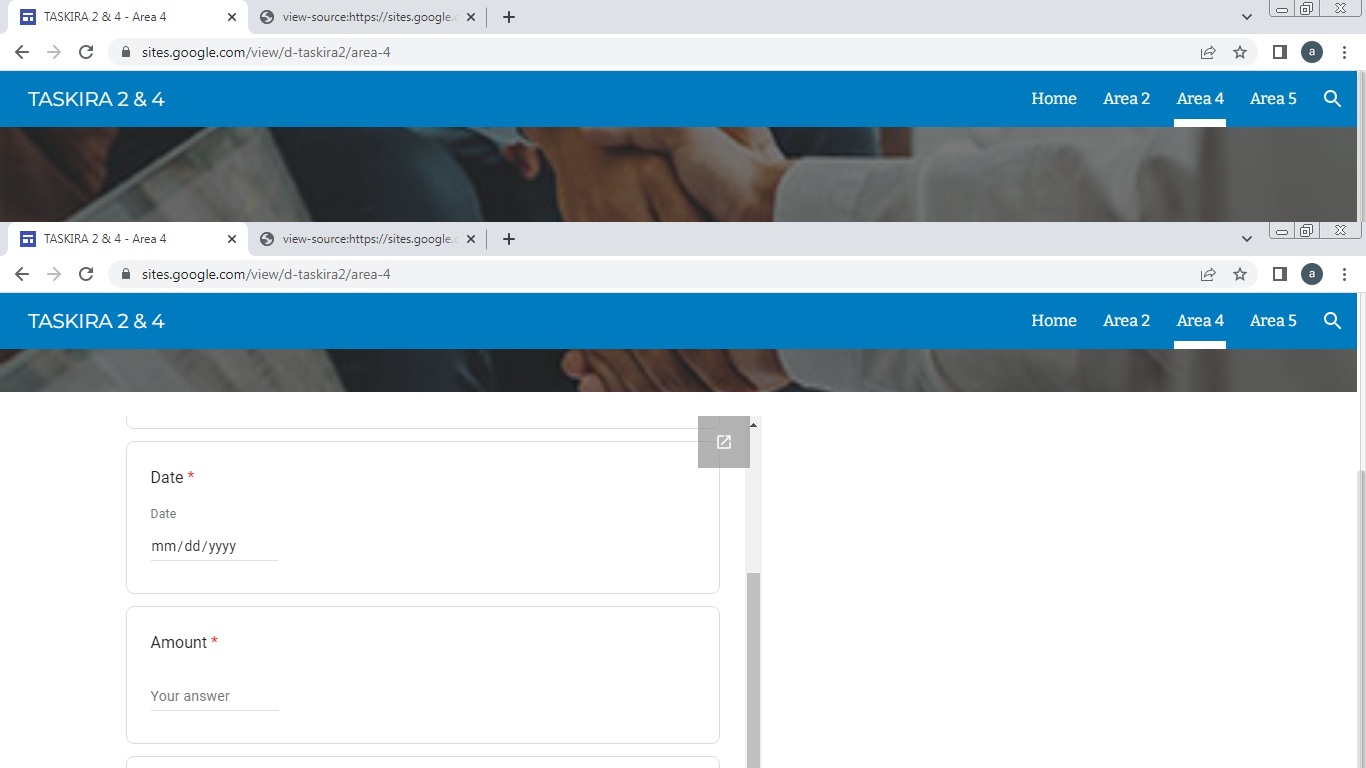 TASKIRA 2 & 4 - Area 4
view-source:https://sites.google.c
sites.google.com/view/d-taskira2/area-4
a
TASKIRA 2 & 4
Home
Area 2
Area 4
Area 5
TASKIRA 2 & 4 - Area 4
view-source:https://sites.google.c
sites.google.com/view/d-taskira2/area-4
a
TASKIRA 2 & 4
Home
Area 2
Area 4
Area 5
Date *
Date
mm/dd/yyyy
Amount *
Your answer